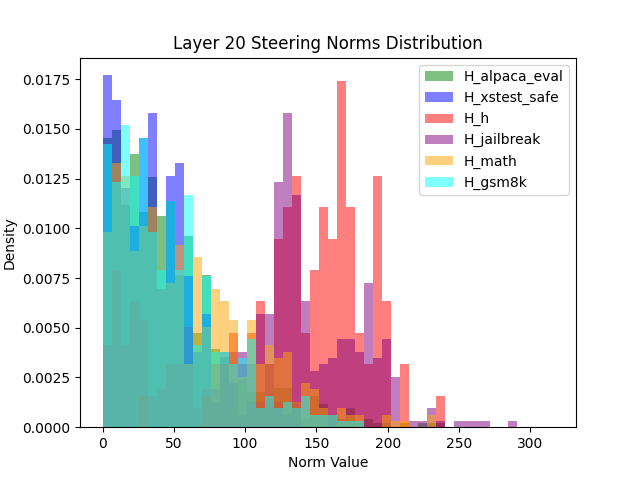 Layer 20 Steering Norms Distribution
H_alpaca_eval
H_xstest_safe
H_h
H_jailbreak
H_math
H_gsm8k
0.0175
0.0150
0.0125
0.0100
0.0075
0.0050
0.0025
0.0000
Density
0 50 100 150 200 250 300
Norm Value